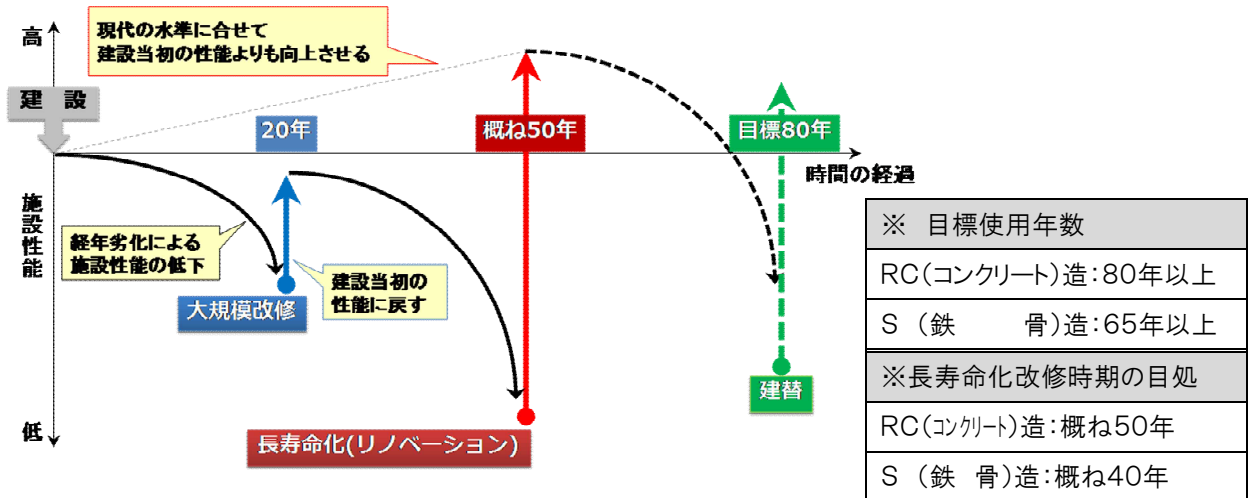 高
現代の水準に合せて
建設当初の性能よりも向上させる
建 設
20年
概ね50年
目標80年
時間の経過
施設性能
経年劣化による
施設性能の低下
建設当初の
性能に戻す
大規模改修
建替
低
長寿命化(リノベーション)
※ 目標使用年数
RC(コンクリート)造:80年以上
S (鉄 骨)造:65年以上
※長寿命化改修時期の目処
RC(ｺﾝｸﾘｰﾄ)造:概ね50年
S (鉄 骨)造:概ね40年